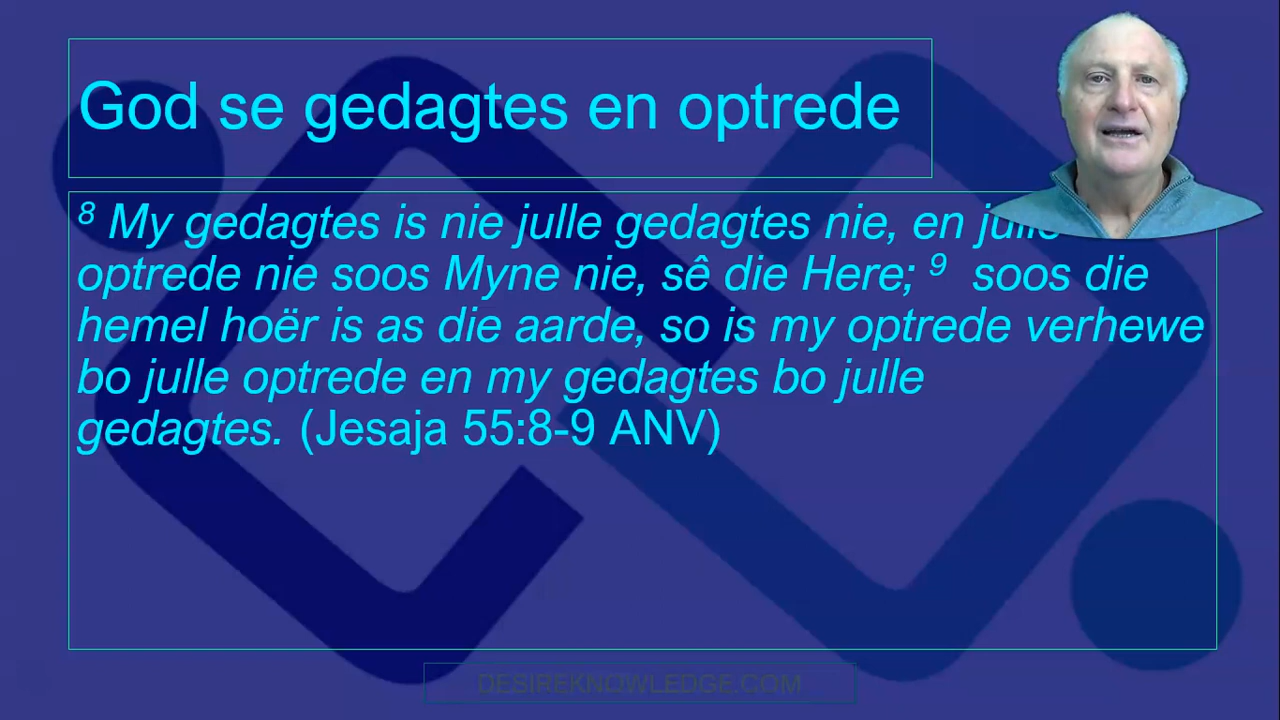 God se gedagtes en optrede
8 My gedagtes is nie julle gedagtes nie, en julle
optrede nie soos Myne nie, sê die Here; 9 soos die
hemel hoër is as die aarde, so is my optrede verhewe
bo julle optrede en my gedagtes bo julle
gedagtes. (Jesaja 55:8-9 ANV)
DESIREKNOWLEDGE.COM